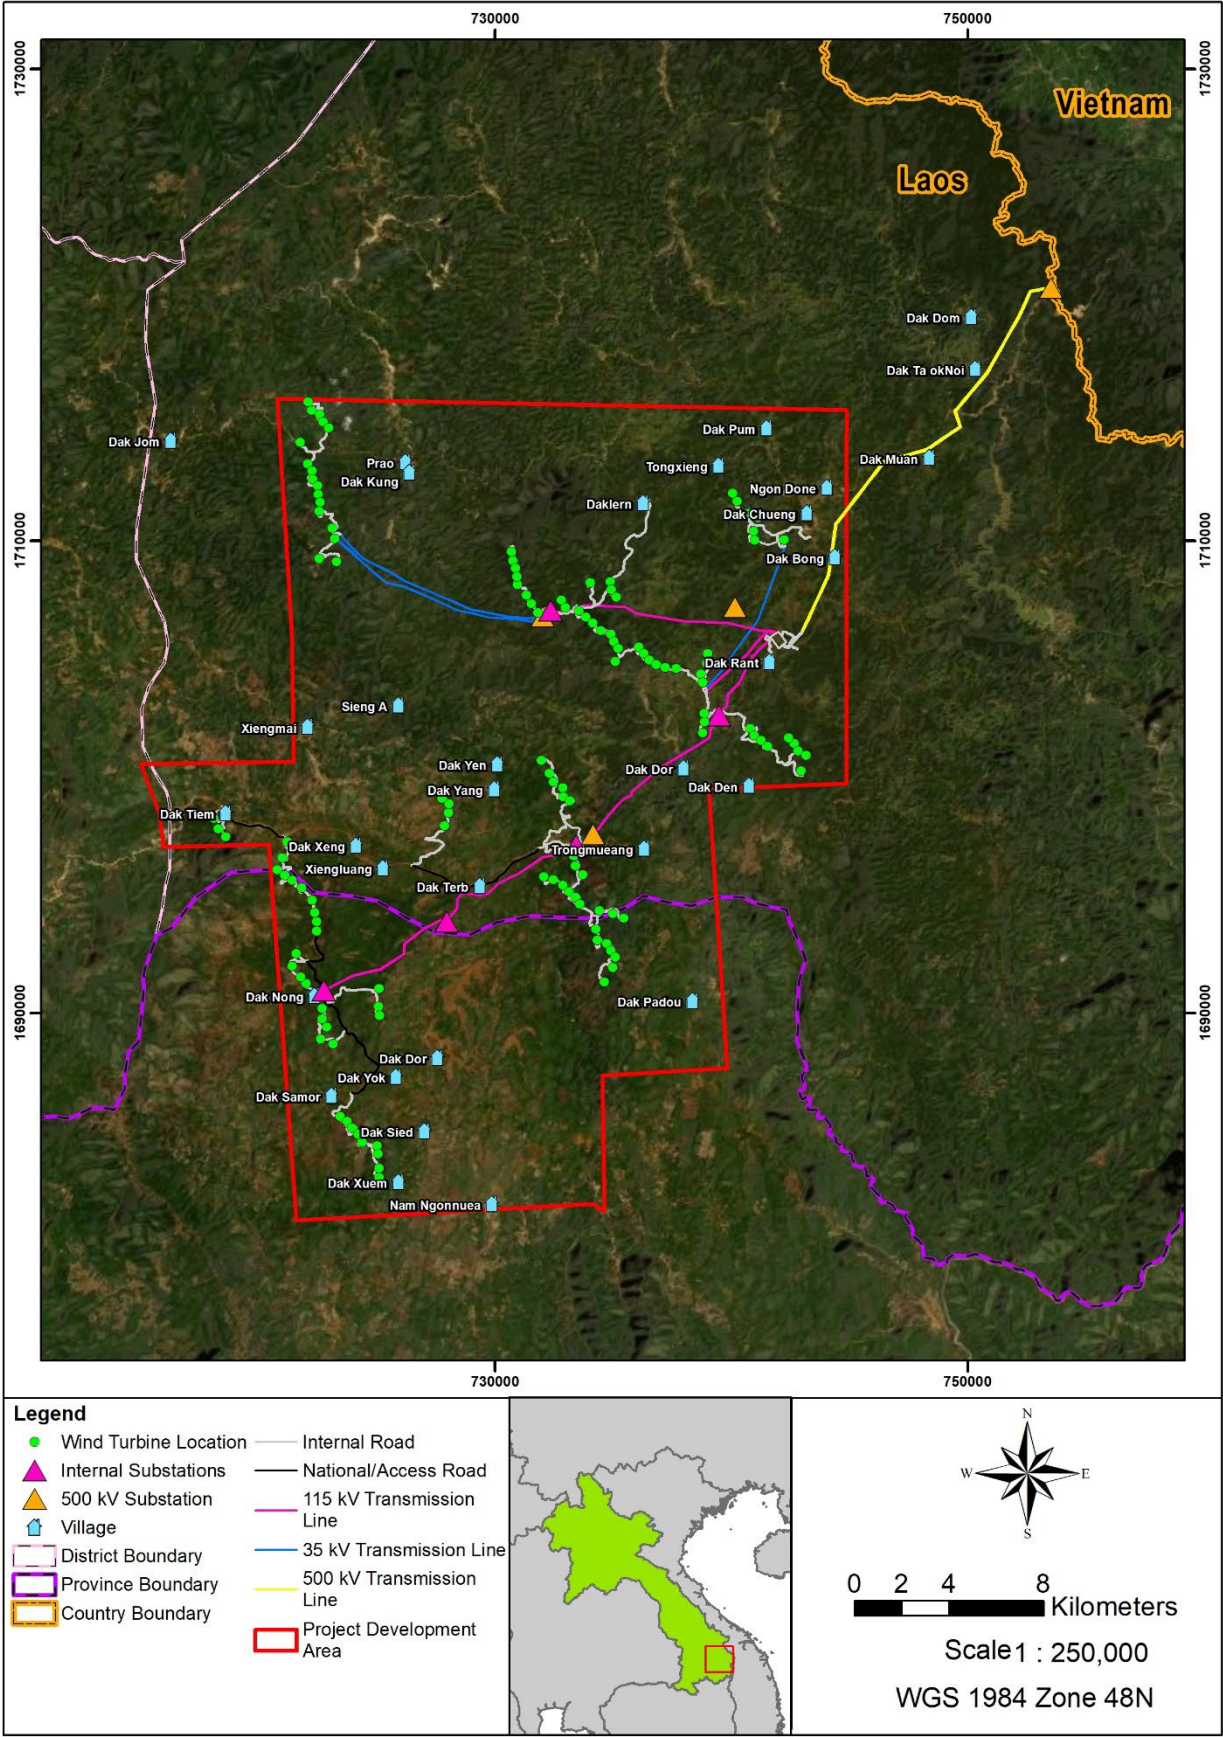 730000
750000
1730000
1730000
Vietnam
Laos
Dak Dom
Dak Ta okNoi
Dak Jom
Dak Pum
Dak Muan
Prao
Tongxieng
Dak Kung
Ngon Done
Daklern
Dak Chueng
1710000
1710000
Dak Bong
Dak Rant
Sieng A
Xiengmai
Dak Yen
Dak Dor
Dak Yang
Dak Den
Dak Tiem
Dak Xeng
Trongmueang
Xiengluang
Dak Terb
Dak Nong
Dak Padou
1690000
1690000
Dak Dor
Dak Yok
Dak Samor
Dak Sied
Dak Xuem
Nam Ngonnuea
730000
750000
Legend
Wind Turbine Location
Internal Substations
500 kV Substation
Village
District Boundary
Province Boundary
Country Boundary
Internal Road
National/Access Road
115 kV Transmission
Line
35 kV Transmission Line
500 kV Transmission
Line
Project Development
Area
N
W
E
S
0 2 4 8
Kilometers
Scale1 : 250,000
WGS 1984 Zone 48N